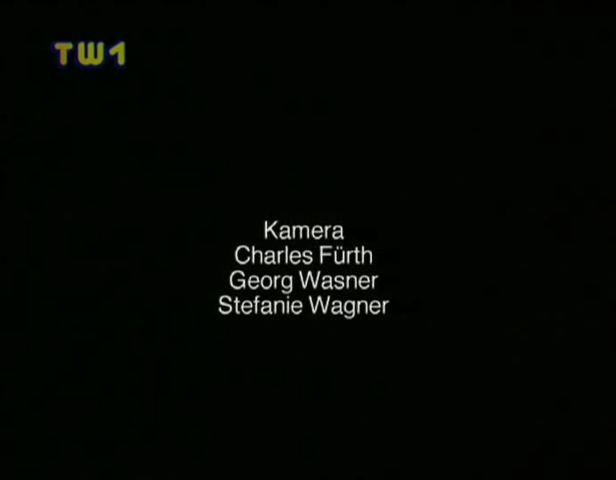 TW1
Kamera
Charles Fürth
Georg Wasner
Stefanie Wagner